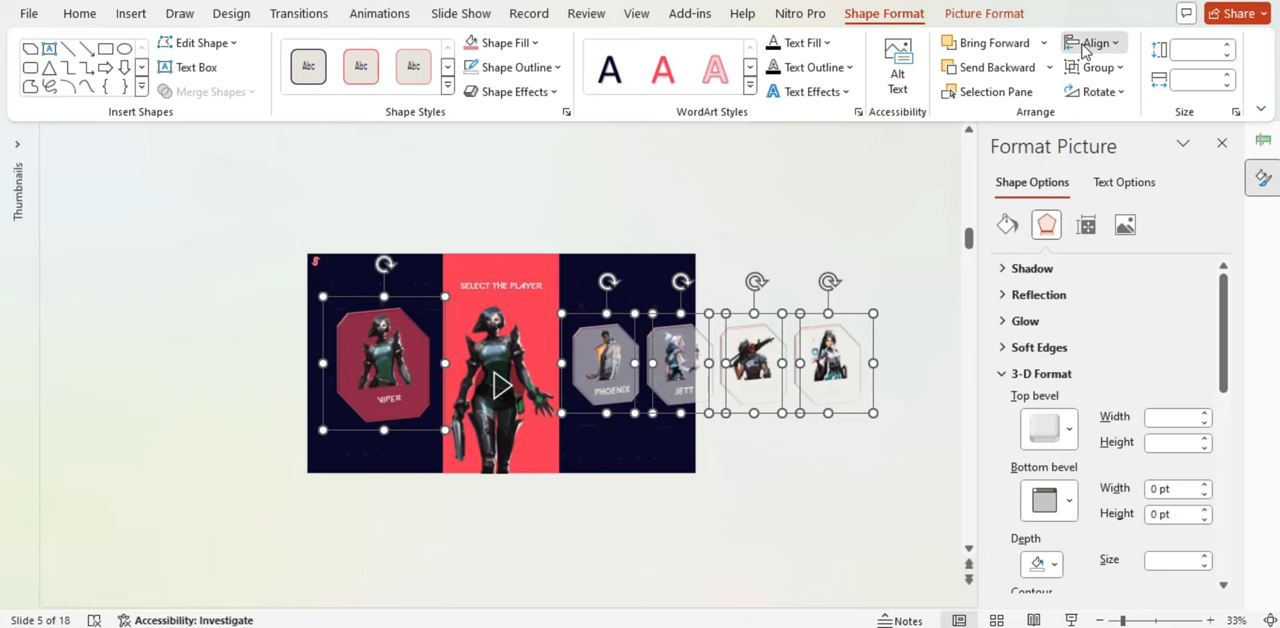 File Home Insert Draw Design Transitions Animations Slide Show Record Review View Add-ins Help Nitro Pro Shape Format Picture Format Share
Edit Shape
Text Box
Merge Shapes
Insert Shapes
Abc Abc Abc
Shape Fill
Shape Outline
Shape Effects
Shape Styles
A A A
Text Fill
Text Outline
Text Effects
WordArt Styles
Alt
Text
Accessibility
Bring Forward
Send Backward
Selection Pane
Align
Group
Rotate
Arrange
Size
Thumbnails
SELECT THE PLAYER
VIPER
PHOENIX
JETT
Format Picture
Shape Options Text Options
Shadow
Reflection
Glow
Soft Edges
3-D Format
Top bevel
Width
Height
Bottom bevel
Width 0 pt
Height 0 pt
Depth
Size
Contour
Slide 5 of 18 Accessibility: Investigate Notes 33%